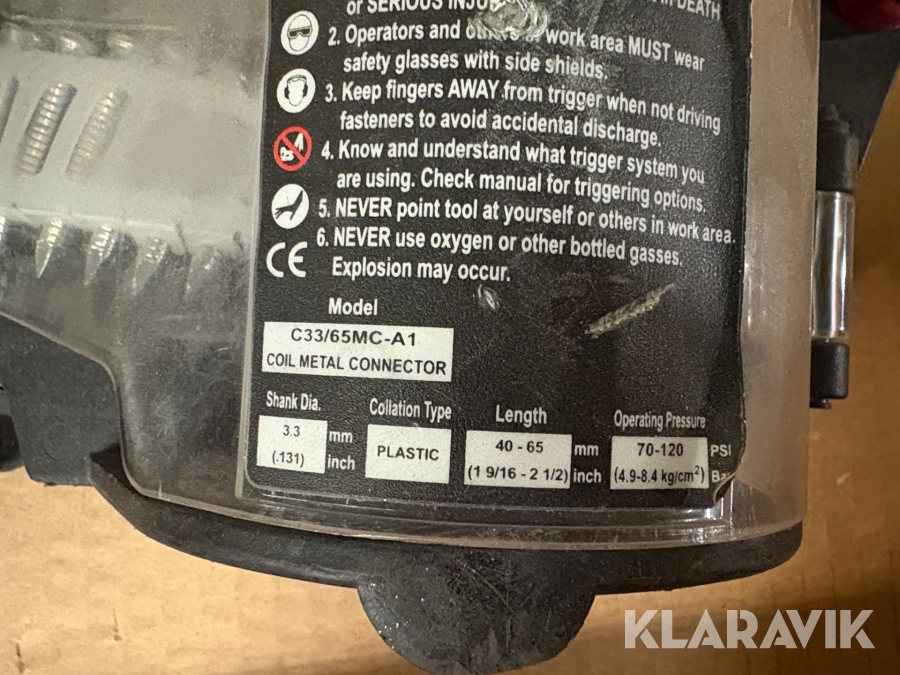 or SERIOUS INJU
DEATH
2. Operators and others in work area MUST wear
safety glasses with side shields.
3. Keep fingers AWAY from trigger when not driving
fasteners to avoid accidental discharge.
4. Know and understand what trigger system you
are using. Check manual for triggering options.
5. NEVER point tool at yourself or others in work area.
6. NEVER use oxygen or other bottled gasses.
Explosion may occur.
CE
Model
C33/65MC-A1
COIL METAL CONNECTOR
Shank Dia. Collation Type Length Operating Pressure
3.3 mm PLASTIC 40 - 65 mm 70-120 PSI
(.131) inch (1 9/16 - 2 1/2) inch (4.9-8.4 kg/cm²) Ba
KLARAVIK